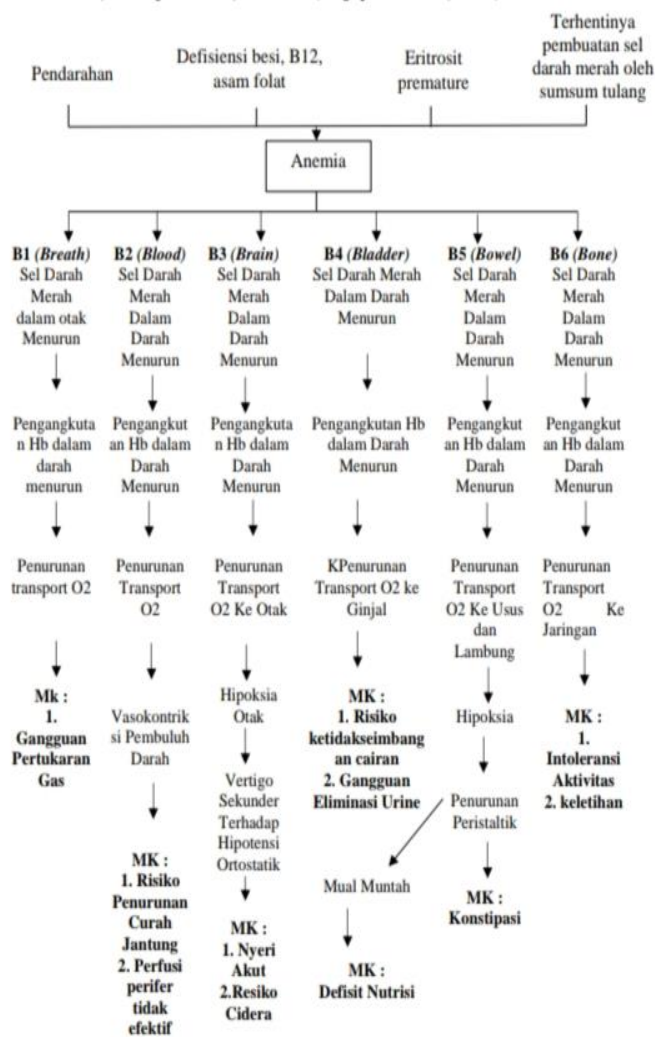 Pendarahan
Defisiensi besi, B12,
asam folat
Eritrosit
premature
Terhentinya
pembuatan sel
darah merah oleh
sumsum tulang
Anemia
B1 (Breath)
Sel Darah
Merah
dalam otak
Menurun
Pengangkuta
n Hb dalam
darah
menurun
Penurunan
transport O2
Mk :
1.
Gangguan
Pertukaran
Gas
B2 (Blood)
Sel Darah
Merah
Dalam
Darah
Menurun
Pengangkut
an Hb dalam
Darah
Menurun
Penurunan
Transport
O2
Vasokontrik
si Pembuluh
Darah
MK :
1. Risiko
Penurunan
Curah
Jantung
2. Perfusi
perifer
tidak
efektif
B3 (Brain)
Sel Darah
Merah
Dalam
Darah
Menurun
Pengangkuta
n Hb dalam
Darah
Menurun
Penurunan
Transport
O2 Ke Otak
Hipoksia
Otak
Vertigo
Sekunder
Terhadap
Hipotensi
Ortostatik
MK :
1. Nyeri
Akut
2.Resiko
Cidera
B4 (Bladder)
Sel Darah Merah
Dalam Darah
Menurun
Pengangkutan Hb
dalam Darah
Menurun
KPenurunan
Transport O2 ke
Ginjal
MK :
1. Risiko
ketidakseimbang
an cairan
2. Gangguan
Eliminasi Urine
B5 (Bowel)
Sel Darah
Merah
Dalam
Darah
Menurun
Pengangkut
an Hb dalam
Darah
Menurun
Penurunan
Transport
O2 Ke Usus
dan
Lambung
Hipoksia
Penurunan
Peristaltik
Mual Muntah
MK :
Defisit Nutrisi
MK :
Konstipasi
B6 (Bone)
Sel Darah
Merah
Dalam
Darah
Menurun
Pengangkut
an Hb dalam
Darah
Menurun
Penurunan
Transport
O2 Ke
Jaringan
MK :
1.
Intoleransi
Aktivitas
2. keletihan